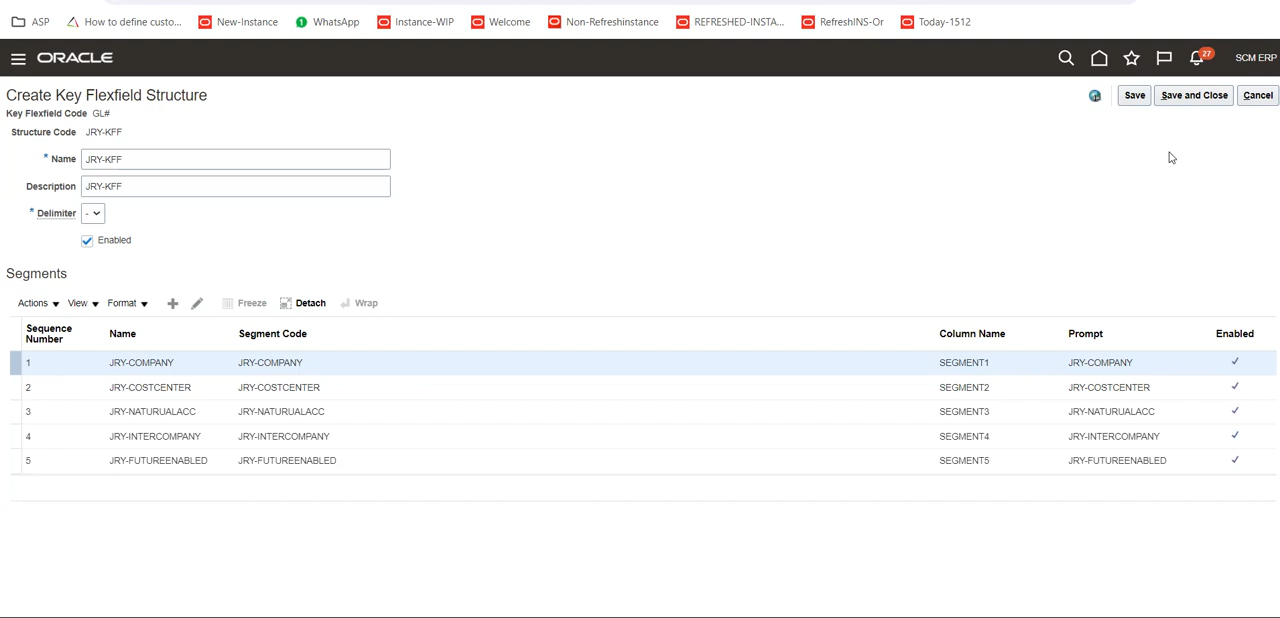 ASP How to define custo... New-Instance WhatsApp Instance-WIP Welcome Non-Refreshinstance REFRESHED-INSTA... RefreshINS-Or Today-1512
ORACLE 27 SCM ERP
Create Key Flexfield Structure Save Save and Close Cancel
Key Flexfield Code GL#
Structure Code JRY-KFF
* Name JRY-KFF
Description JRY-KFF
* Delimiter -
Enabled
Segments
Actions View Format Freeze Detach Wrap
Sequence Number Name Segment Code Column Name Prompt Enabled
1 JRY-COMPANY JRY-COMPANY SEGMENT1 JRY-COMPANY
2 JRY-COSTCENTER JRY-COSTCENTER SEGMENT2 JRY-COSTCENTER
3 JRY-NATURUALACC JRY-NATURUALACC SEGMENT3 JRY-NATURUALACC
4 JRY-INTERCOMPANY JRY-INTERCOMPANY SEGMENT4 JRY-INTERCOMPANY
5 JRY-FUTUREENABLED JRY-FUTUREENABLED SEGMENT5 JRY-FUTUREENABLED